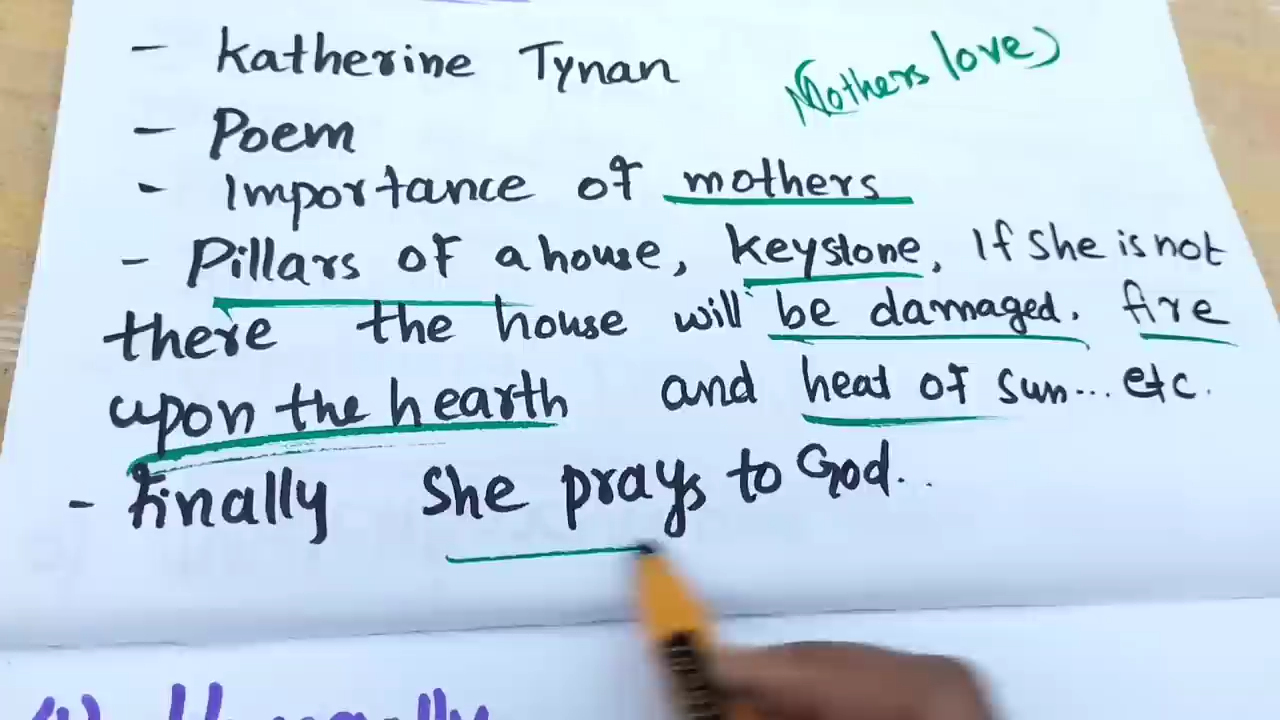 - Katherine Tynan
(Mothers love)
- Poem
- Importance of mothers
- Pillars of a house, keystone, If she is not
there the house will be damaged. fire
upon the hearth and heat of sun... etc.
- Finally she prays to God..